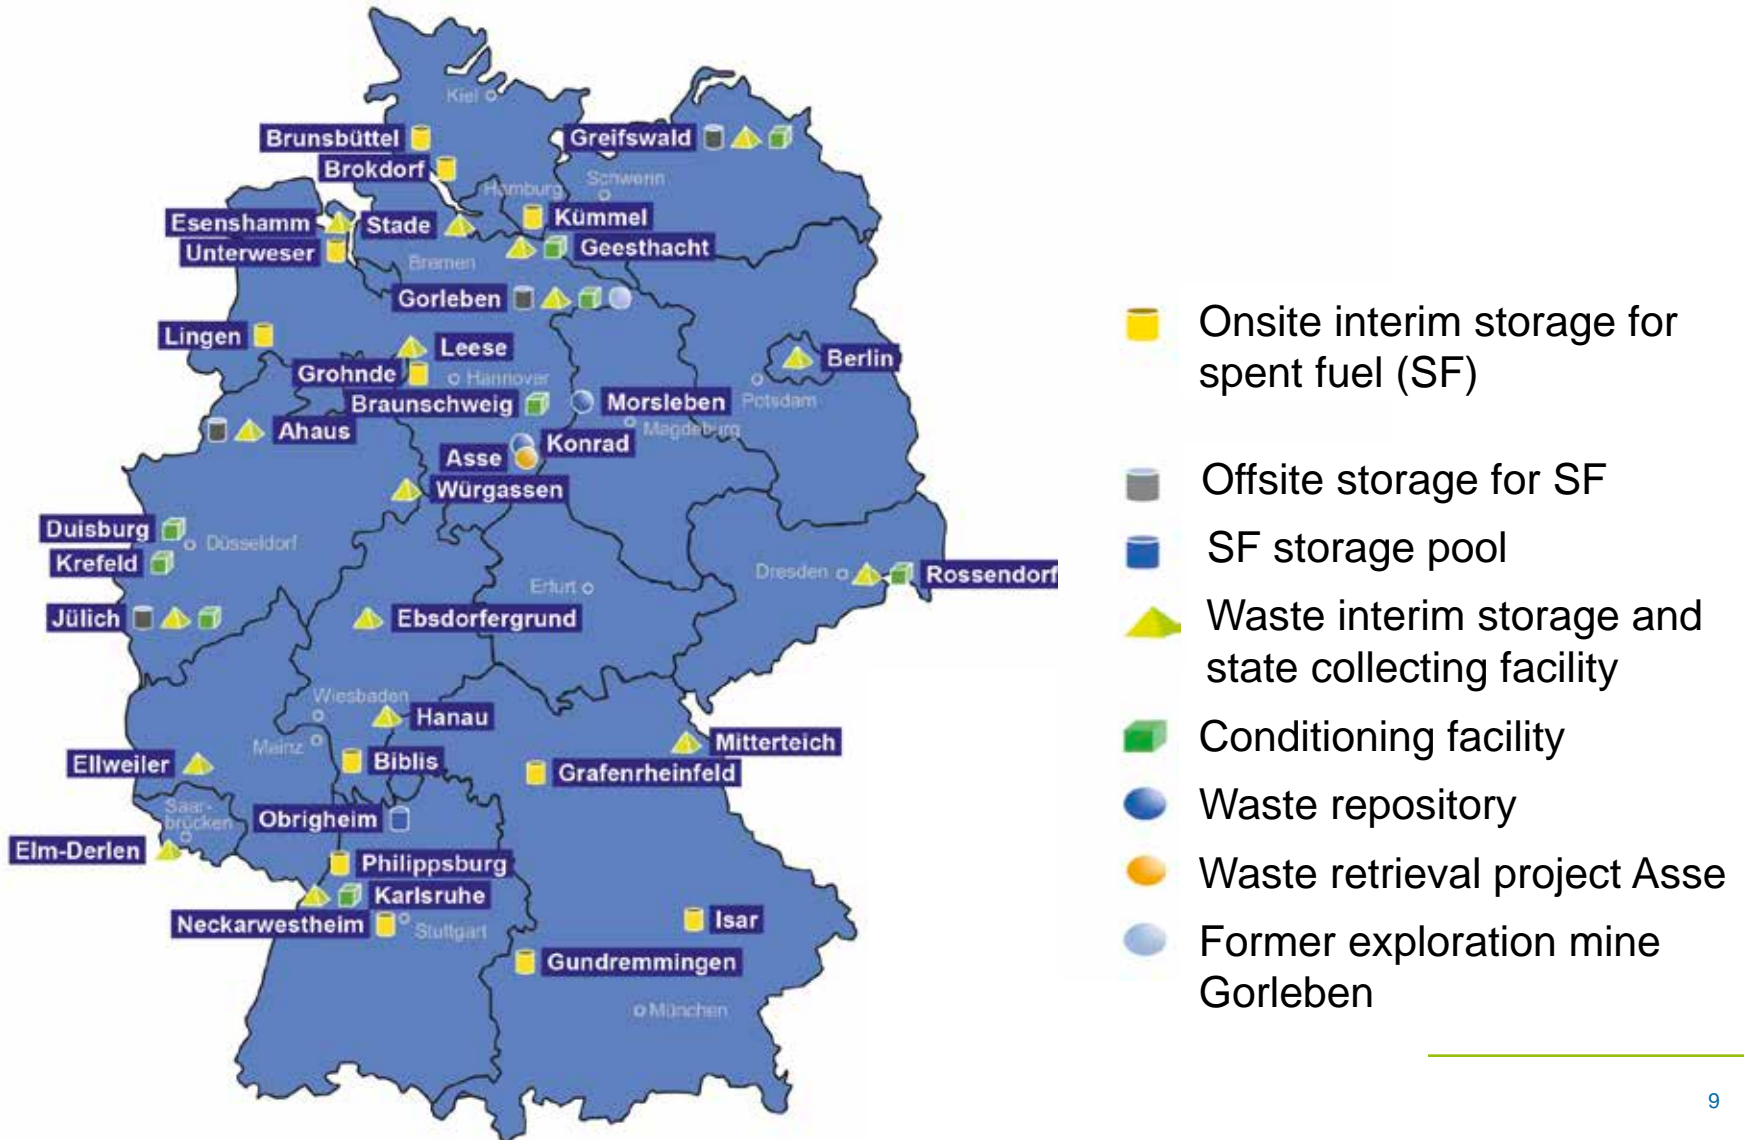 Kiel
Brunsbüttel
Greifswald
Brokdorf
Hamburg
Schwerin
Esenshamm
Stade
Kümmel
Unterweser
Bremen
Geesthacht
Gorleben
Lingen
Leese
Berlin
Grohnde
Hannover
Braunschweig
Morsleben
Potsdam
Ahaus
Magdeburg
Konrad
Asse
Würgassen
Duisburg
Düsseldorf
Krefeld
Dresden
Rossendorf
Erfurt
Jülich
Ebsdorfergrund
Wiesbaden
Hanau
Mainz
Mitterteich
Ellweiler
Biblis
Grafenrheinfeld
Saar-
brücken
Obrigheim
Elm-Derlen
Philippsburg
Karlsruhe
Neckarwestheim
Stuttgart
Isar
Gundremmingen
München
Onsite interim storage for
spent fuel (SF)
Offsite storage for SF
SF storage pool
Waste interim storage and
state collecting facility
Conditioning facility
Waste repository
Waste retrieval project Asse
Former exploration mine
Gorleben
9